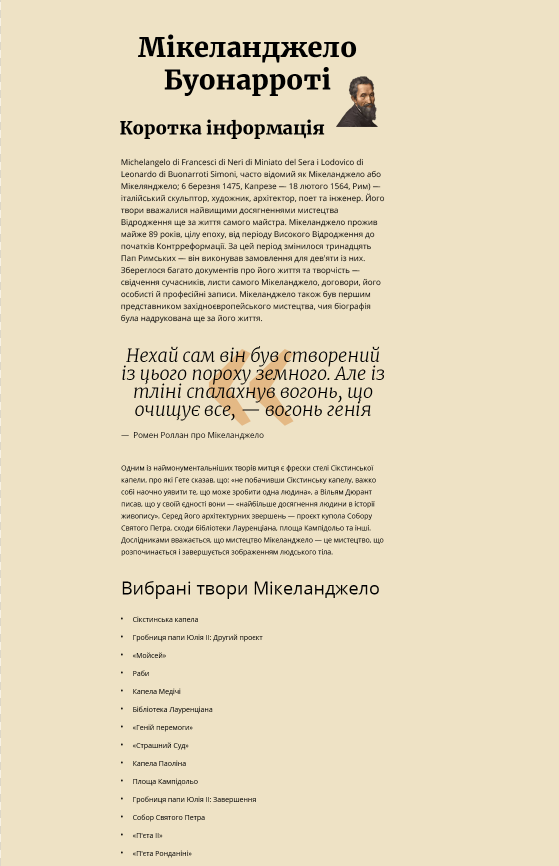 Мікеланджело
Буонарроті
Коротка інформація
Michelangelo di Francesci di Neri di Miniato del Sera i Lodovico di
Leonardo di Buonarroti Simoni, часто відомий як Мікеланджело або
Мікелянджело; 6 березня 1475, Капрезе — 18 лютого 1564, Рим) —
італійський скульптор, художник, архітектор, поет та інженер. Його
твори вважалися найвищими досягненнями мистецтва
Відродження ще за життя самого майстра. Мікеланджело прожив
майже 89 років, цілу епоху, від періоду Високого Відродження до
початків Контрреформації. За цей період змінилося тринадцять
Пап Римських — він виконував замовлення для дев'яти із них.
Збереглося багато документів про його життя та творчість —
свідчення сучасників, листи самого Мікеланджело, договори, його
особисті й професійні записи. Мікеланджело також був першим
представником західноєвропейського мистецтва, чия біографія
була надрукована ще за його життя.
Нехай сам він був створений
із цього пороху земного. Але із
тліні спалахнув вогонь, що
очищує все, — вогонь генія
— Ромен Роллан про Мікеланджело
Одним із наймонументальніших творів митця є фрески стелі Сікстинської
капели, про які Гете сказав, що: «не побачивши Сікстинську капелу, важко
собі наочно уявити те, що може зробити одна людина», а Вільям Дюрант
писав, що у своїй єдності вони — «найбільше досягнення людини в історії
живопису». Серед його архітектурних звершень — проєкт купола Собору
Святого Петра, сходи бібліотеки Лауренціана, площа Кампідольо та інші.
Дослідниками вважається, що мистецтво Мікеланджело — це мистецтво, що
розпочинається і завершується зображенням людського тіла.
Вибрані твори Мікеланджело
• Сікстинська капела
• Гробниця папи Юлія II: Другий проєкт
• «Мойсей»
• Раби
• Капела Медічі
• Бібліотека Лауренціана
• «Геній перемоги»
• «Страшний Суд»
• Капела Паоліна
• Площа Кампідольо
• Гробниця папи Юлія II: Завершення
• Собор Святого Петра
• «П'єта II»
• «П'єта Ронданіні»